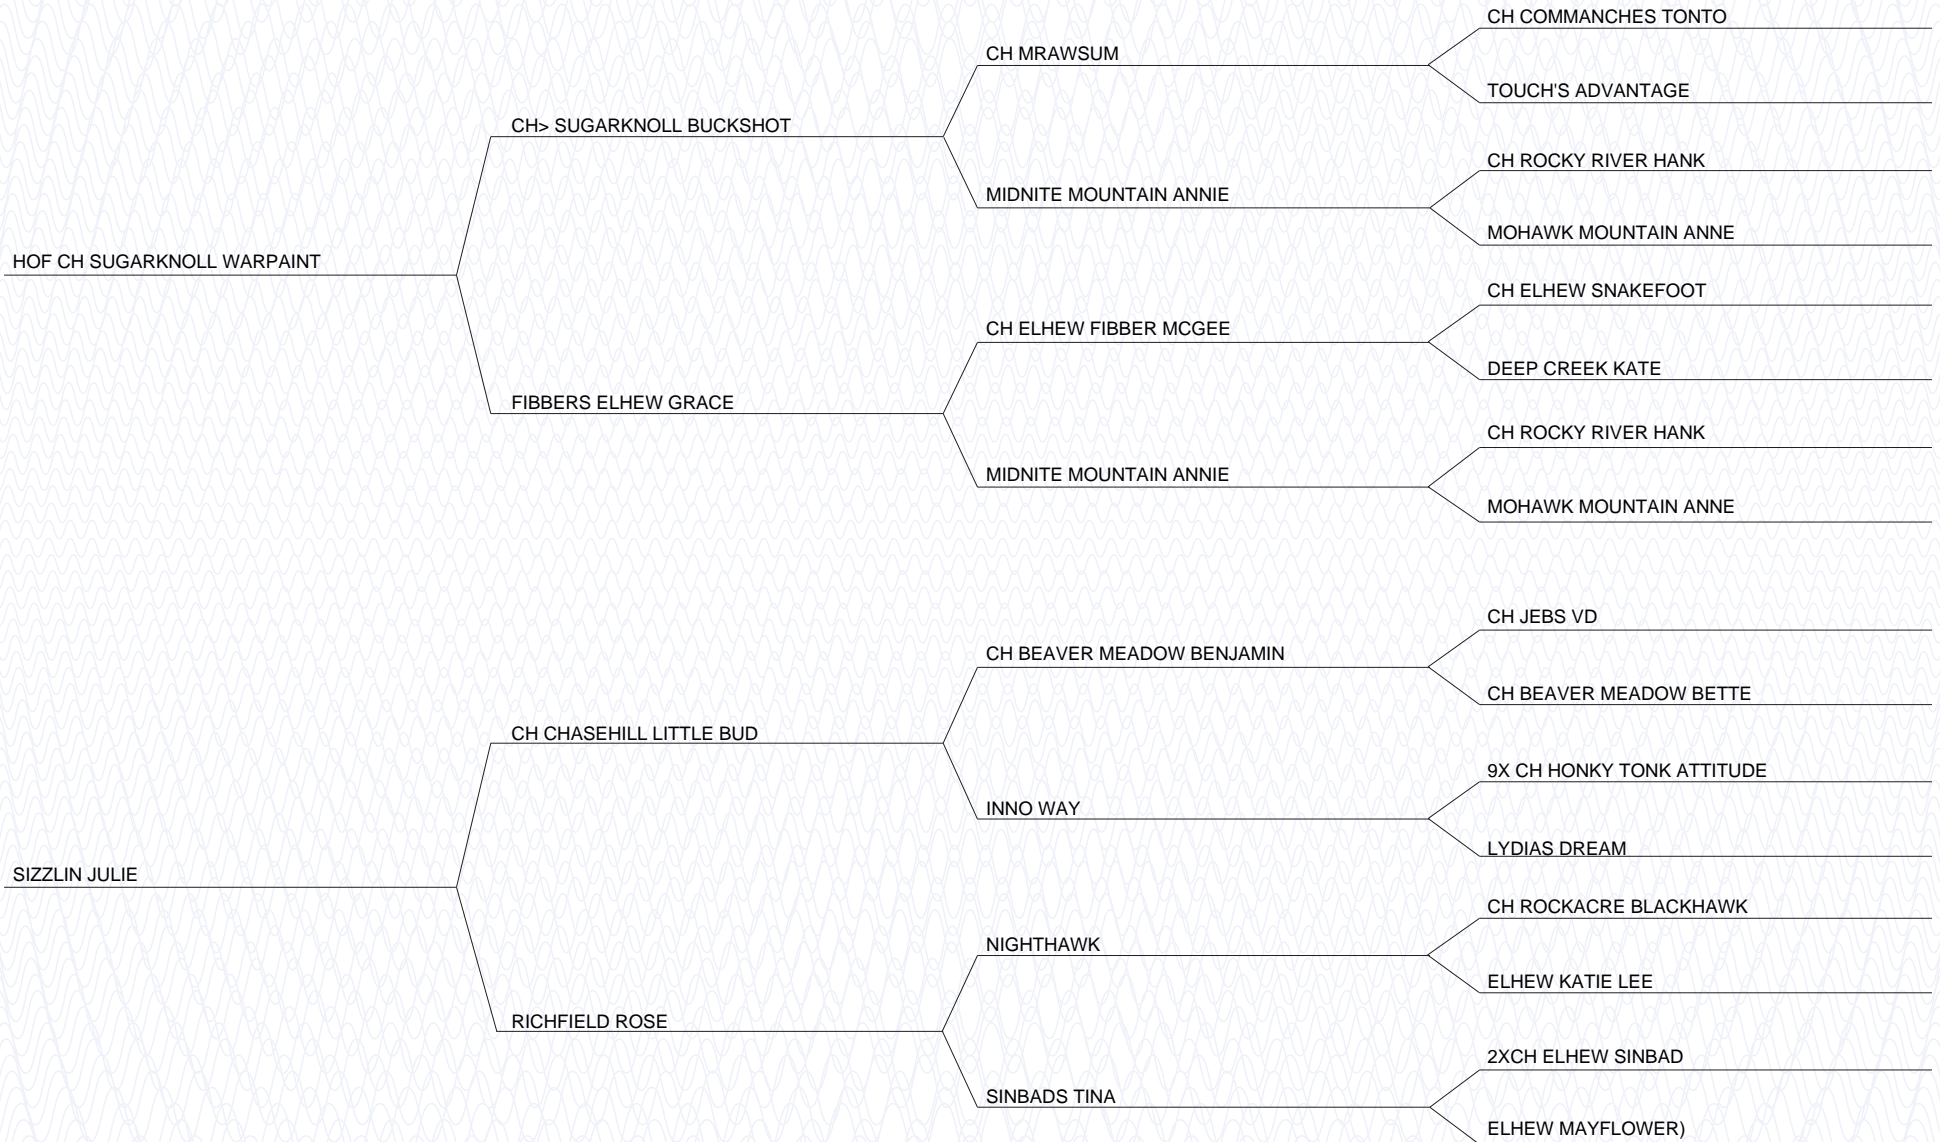 CH COMMANCHES TONTO
CH MRAWSUM
TOUCH'S ADVANTAGE
CH> SUGARKNOLL BUCKSHOT
CH ROCKY RIVER HANK
MIDNITE MOUNTAIN ANNIE
MOHAWK MOUNTAIN ANNE
HOF CH SUGARKNOLL WARPAINT
CH ELHEW SNAKEFOOT
CH ELHEW FIBBER MCGEE
DEEP CREEK KATE
FIBBERS ELHEW GRACE
CH ROCKY RIVER HANK
MIDNITE MOUNTAIN ANNIE
MOHAWK MOUNTAIN ANNE
CH JEBS VD
CH BEAVER MEADOW BENJAMIN
CH BEAVER MEADOW BETTE
CH CHASEHILL LITTLE BUD
9X CH HONKY TONK ATTITUDE
INNO WAY
LYDIAS DREAM
SIZZLIN JULIE
CH ROCKACRE BLACKHAWK
NIGHTHAWK
ELHEW KATIE LEE
RICHFIELD ROSE
2XCH ELHEW SINBAD
SINBADS TINA
ELHEW MAYFLOWER)